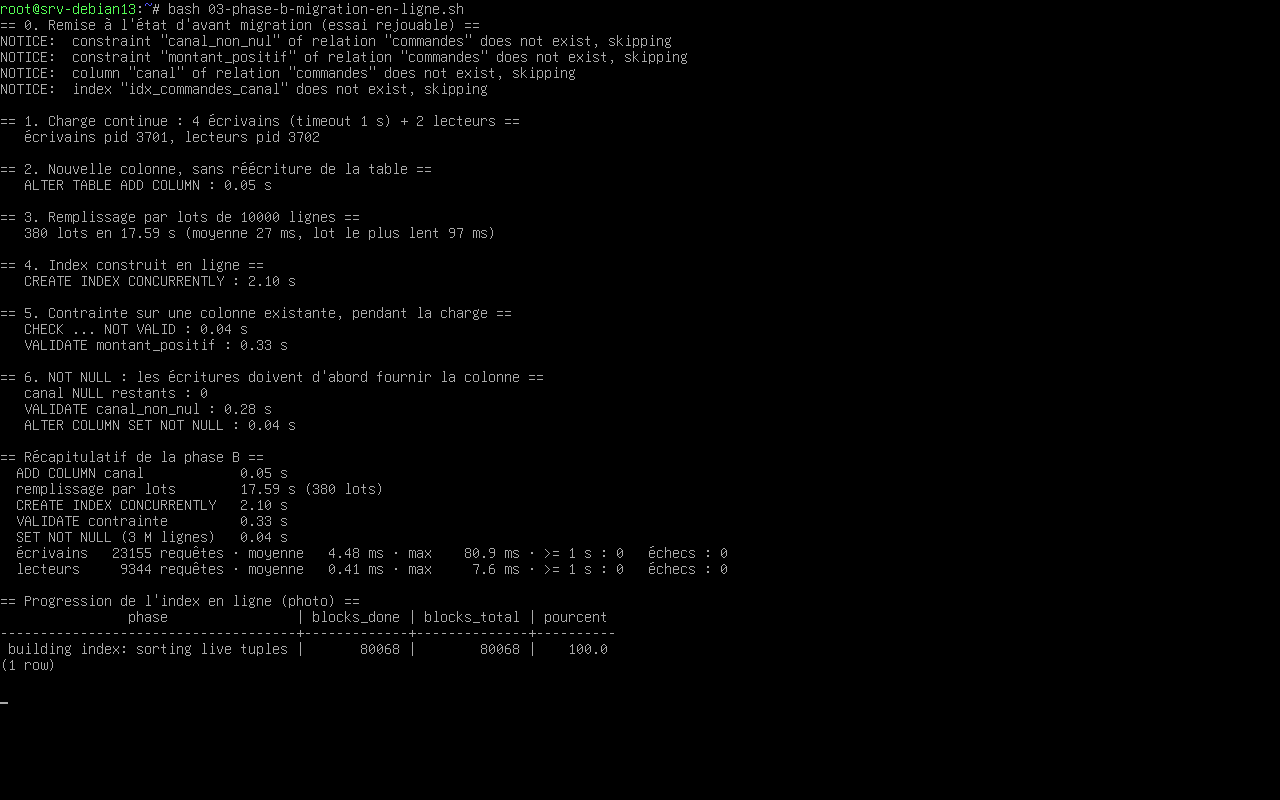 root@srv-debian13:~# bash 03-phase-b-migration-en-ligne.sh
== 0. Remise à l'état d'avant migration (essai rejouable) ==
NOTICE:  constraint "canal_non_nul" of relation "commandes" does not exist, skipping
NOTICE:  constraint "montant_positif" of relation "commandes" does not exist, skipping
NOTICE:  column "canal" of relation "commandes" does not exist, skipping
NOTICE:  index "idx_commandes_canal" does not exist, skipping

== 1. Charge continue : 4 écrivains (timeout 1 s) + 2 lecteurs ==
   écrivains pid 3701, lecteurs pid 3702

== 2. Nouvelle colonne, sans réécriture de la table ==
   ALTER TABLE ADD COLUMN : 0.05 s

== 3. Remplissage par lots de 10000 lignes ==
   380 lots en 17.59 s (moyenne 27 ms, lot le plus lent 97 ms)

== 4. Index construit en ligne ==
   CREATE INDEX CONCURRENTLY : 2.10 s

== 5. Contrainte sur une colonne existante, pendant la charge ==
   CHECK ... NOT VALID : 0.04 s
   VALIDATE montant_positif : 0.33 s

== 6. NOT NULL : les écritures doivent d'abord fournir la colonne ==
   canal NULL restants : 0
   VALIDATE canal_non_nul : 0.28 s
   ALTER COLUMN SET NOT NULL : 0.04 s

== Récapitulatif de la phase B ==
  ADD COLUMN canal            0.05 s
  remplissage par lots        17.59 s (380 lots)
  CREATE INDEX CONCURRENTLY   2.10 s
  VALIDATE contrainte         0.33 s
  SET NOT NULL (3 M lignes)   0.04 s
  écrivains   23155 requêtes · moyenne   4.48 ms · max    80.9 ms · >= 1 s : 0   échecs : 0
  lecteurs     9344 requêtes · moyenne   0.41 ms · max     7.6 ms · >= 1 s : 0   échecs : 0

== Progression de l'index en ligne (photo) ==
                phase                | blocks_done | blocks_total | pourcent
-------------------------------------+-------------+--------------+----------
 building index: sorting live tuples |       80068 |        80068 |    100.0
(1 row)